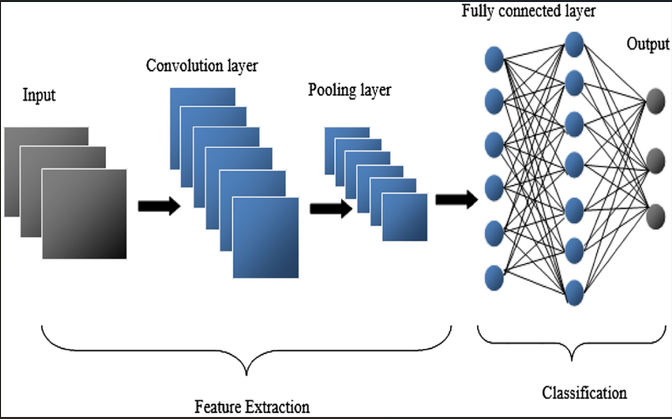 Fully connected layer
Output
Convolution layer
Pooling layer
Input
Feature Extraction
Classification